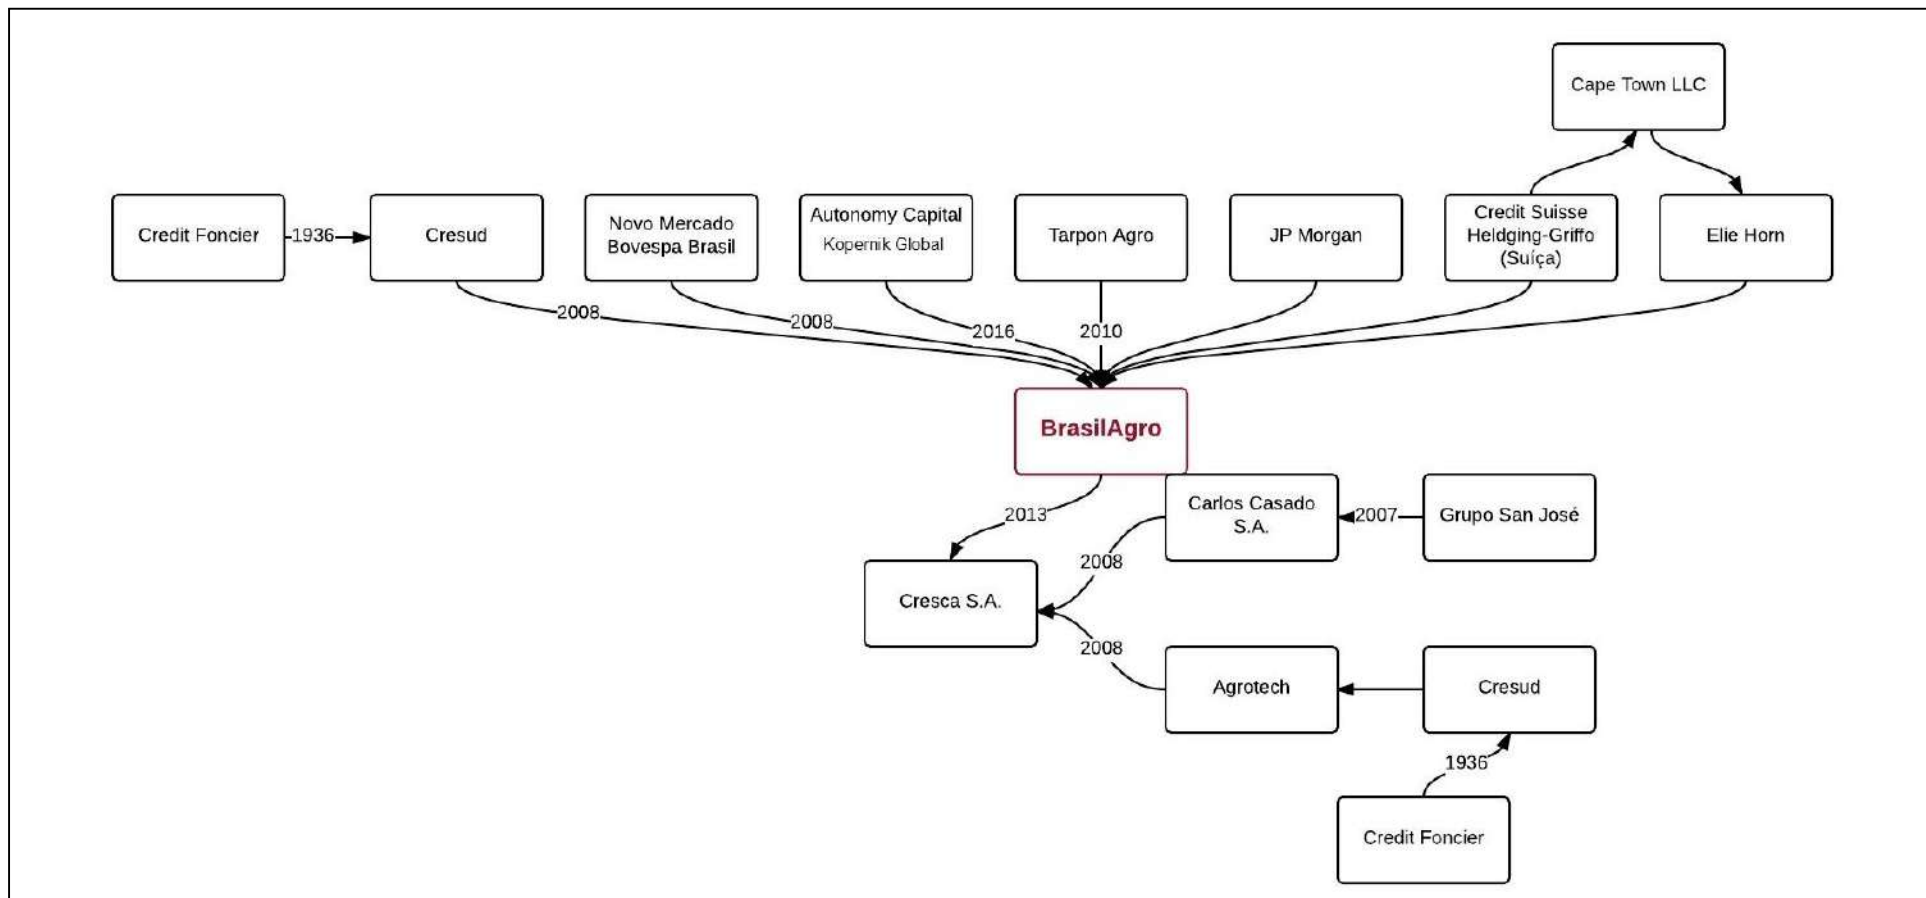 Cape Town LLC
Credit Foncier
1936
Cresud
Novo Mercado
Bovespa Brasil
Autonomy Capital
Kopernik Global
Tarpon Agro
JP Morgan
Credit Suisse
Heldging-Griffo
(Suíça)
Elie Horn
2008
2008
2016
2010
BrasilAgro
2013
Carlos Casado
S.A.
2007
Grupo San José
2008
Cresca S.A.
2008
Agrotech
Cresud
1936
Credit Foncier